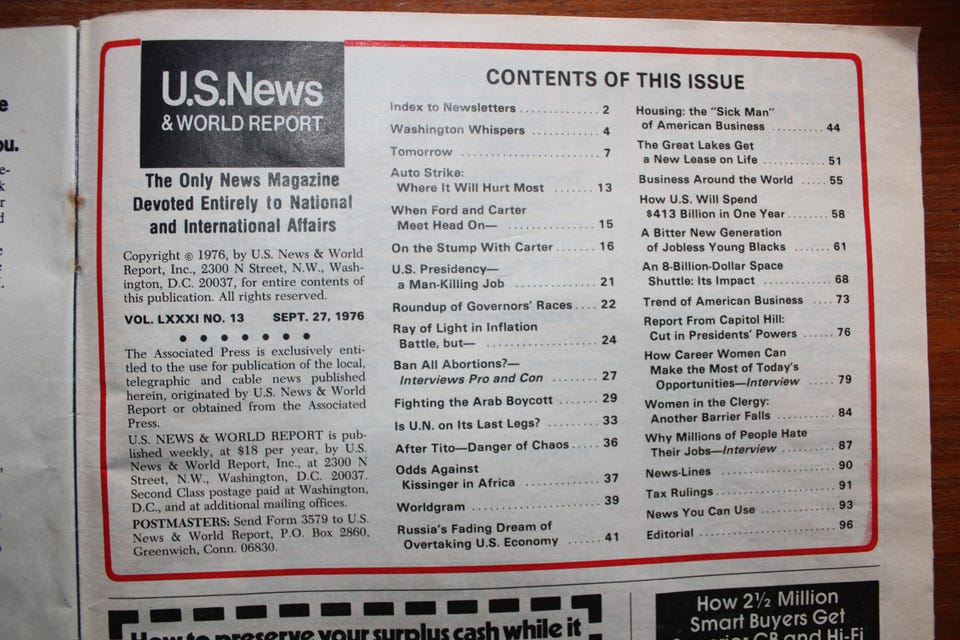 e
ou.
U.S.News
& WORLD REPORT
The Only News Magazine
Devoted Entirely to National
and International Affairs
Copyright © 1976, by U.S. News & World
Report, Inc., 2300 N Street, N.W., Wash-
ington, D.C. 20037, for entire contents of
this publication. All rights reserved.
VOL. LXXXI NO. 13 SEPT. 27, 1976
The Associated Press is exclusively enti-
tled to the use for publication of the local,
telegraphic and cable news published
herein, originated by U.S. News & World
Report or obtained from the Associated
Press.
U.S. NEWS & WORLD REPORT is pub-
lished weekly, at $18 per year, by U.S.
News & World Report, Inc., at 2300 N
Street, N.W., Washington, D.C. 20037.
Second Class postage paid at Washington,
D.C., and at additional mailing offices.
POSTMASTERS: Send Form 3579 to U.S.
News & World Report, P.O. Box 2860,
Greenwich, Conn. 06830.
CONTENTS OF THIS ISSUE
Index to Newsletters .......... 2
Washington Whispers .......... 4
Tomorrow .......... 7
Auto Strike:
Where It Will Hurt Most ....... 13
When Ford and Carter
Meet Head On— .......... 15
On the Stump With Carter ........ 16
U.S. Presidency—
a Man-Killing Job .......... 21
Roundup of Governors' Races .... 22
Ray of Light in Inflation
Battle, but— .......... 24
Ban All Abortions?—
Interviews Pro and Con ........ 27
Fighting the Arab Boycott ....... 29
Is U.N. on Its Last Legs? ........ 33
After Tito—Danger of Chaos ..... 36
Odds Against
Kissinger in Africa .......... 37
Worldgram .......... 39
Russia's Fading Dream of
Overtaking U.S. Economy ..... 41
Housing: the "Sick Man"
of American Business .......... 44
The Great Lakes Get
a New Lease on Life .......... 51
Business Around the World ..... 55
How U.S. Will Spend
$413 Billion in One Year ....... 58
A Bitter New Generation
of Jobless Young Blacks ....... 61
An 8-Billion-Dollar Space
Shuttle: Its Impact .......... 68
Trend of American Business .... 73
Report From Capitol Hill:
Cut in Presidents' Powers ...... 76
How Career Women Can
Make the Most of Today's
Opportunities—Interview ..... 79
Women in the Clergy:
Another Barrier Falls .......... 84
Why Millions of People Hate
Their Jobs—Interview .......... 87
News-Lines .......... 90
Tax Rulings .......... 91
News You Can Use .......... 93
Editorial .......... 96
How to preserve your surplus cash while it
How 2½ Million
Smart Buyers Get
CB and Hi-Fi